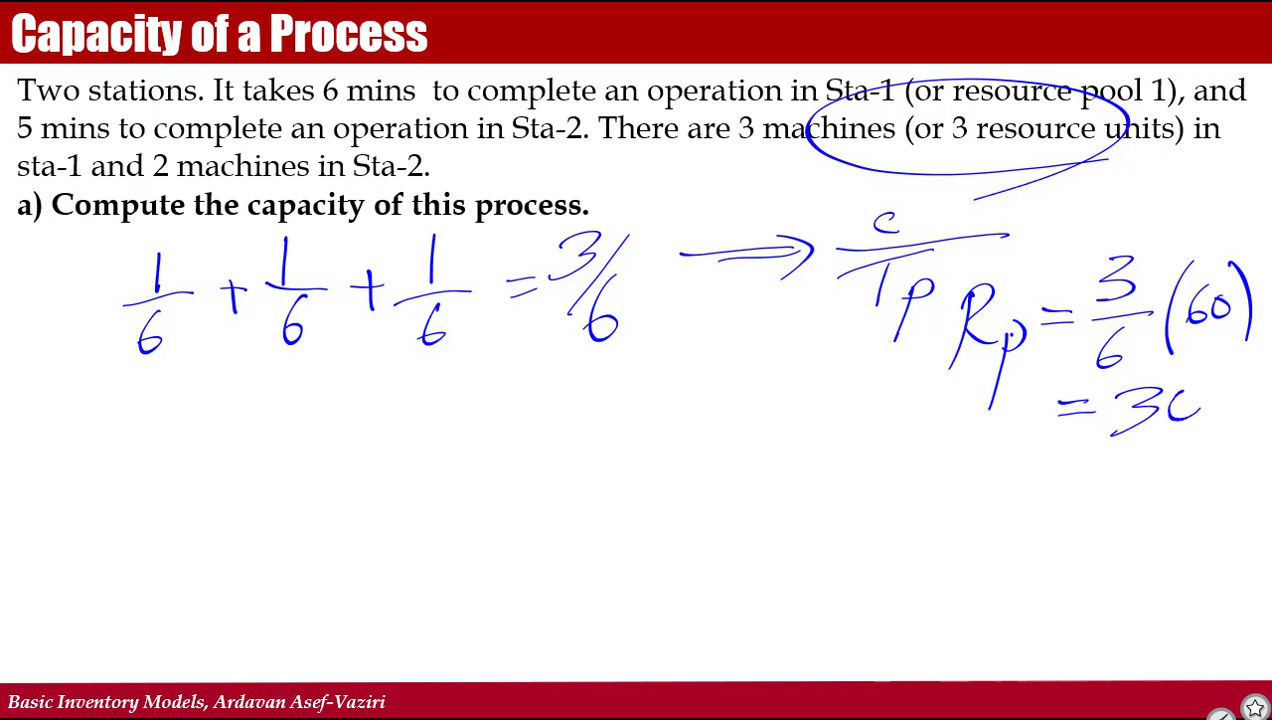 Capacity of a Process
Two stations. It takes 6 mins to complete an operation in Sta-1 (or resource pool 1), and
5 mins to complete an operation in Sta-2. There are 3 machines (or 3 resource units) in
sta-1 and 2 machines in Sta-2.
a) Compute the capacity of this process.
1/6 + 1/6 + 1/6 = 3/6 ⟹ c/Tp
Rp = 3/6 (60)
= 30
Basic Inventory Models, Ardavan Asef-Vaziri